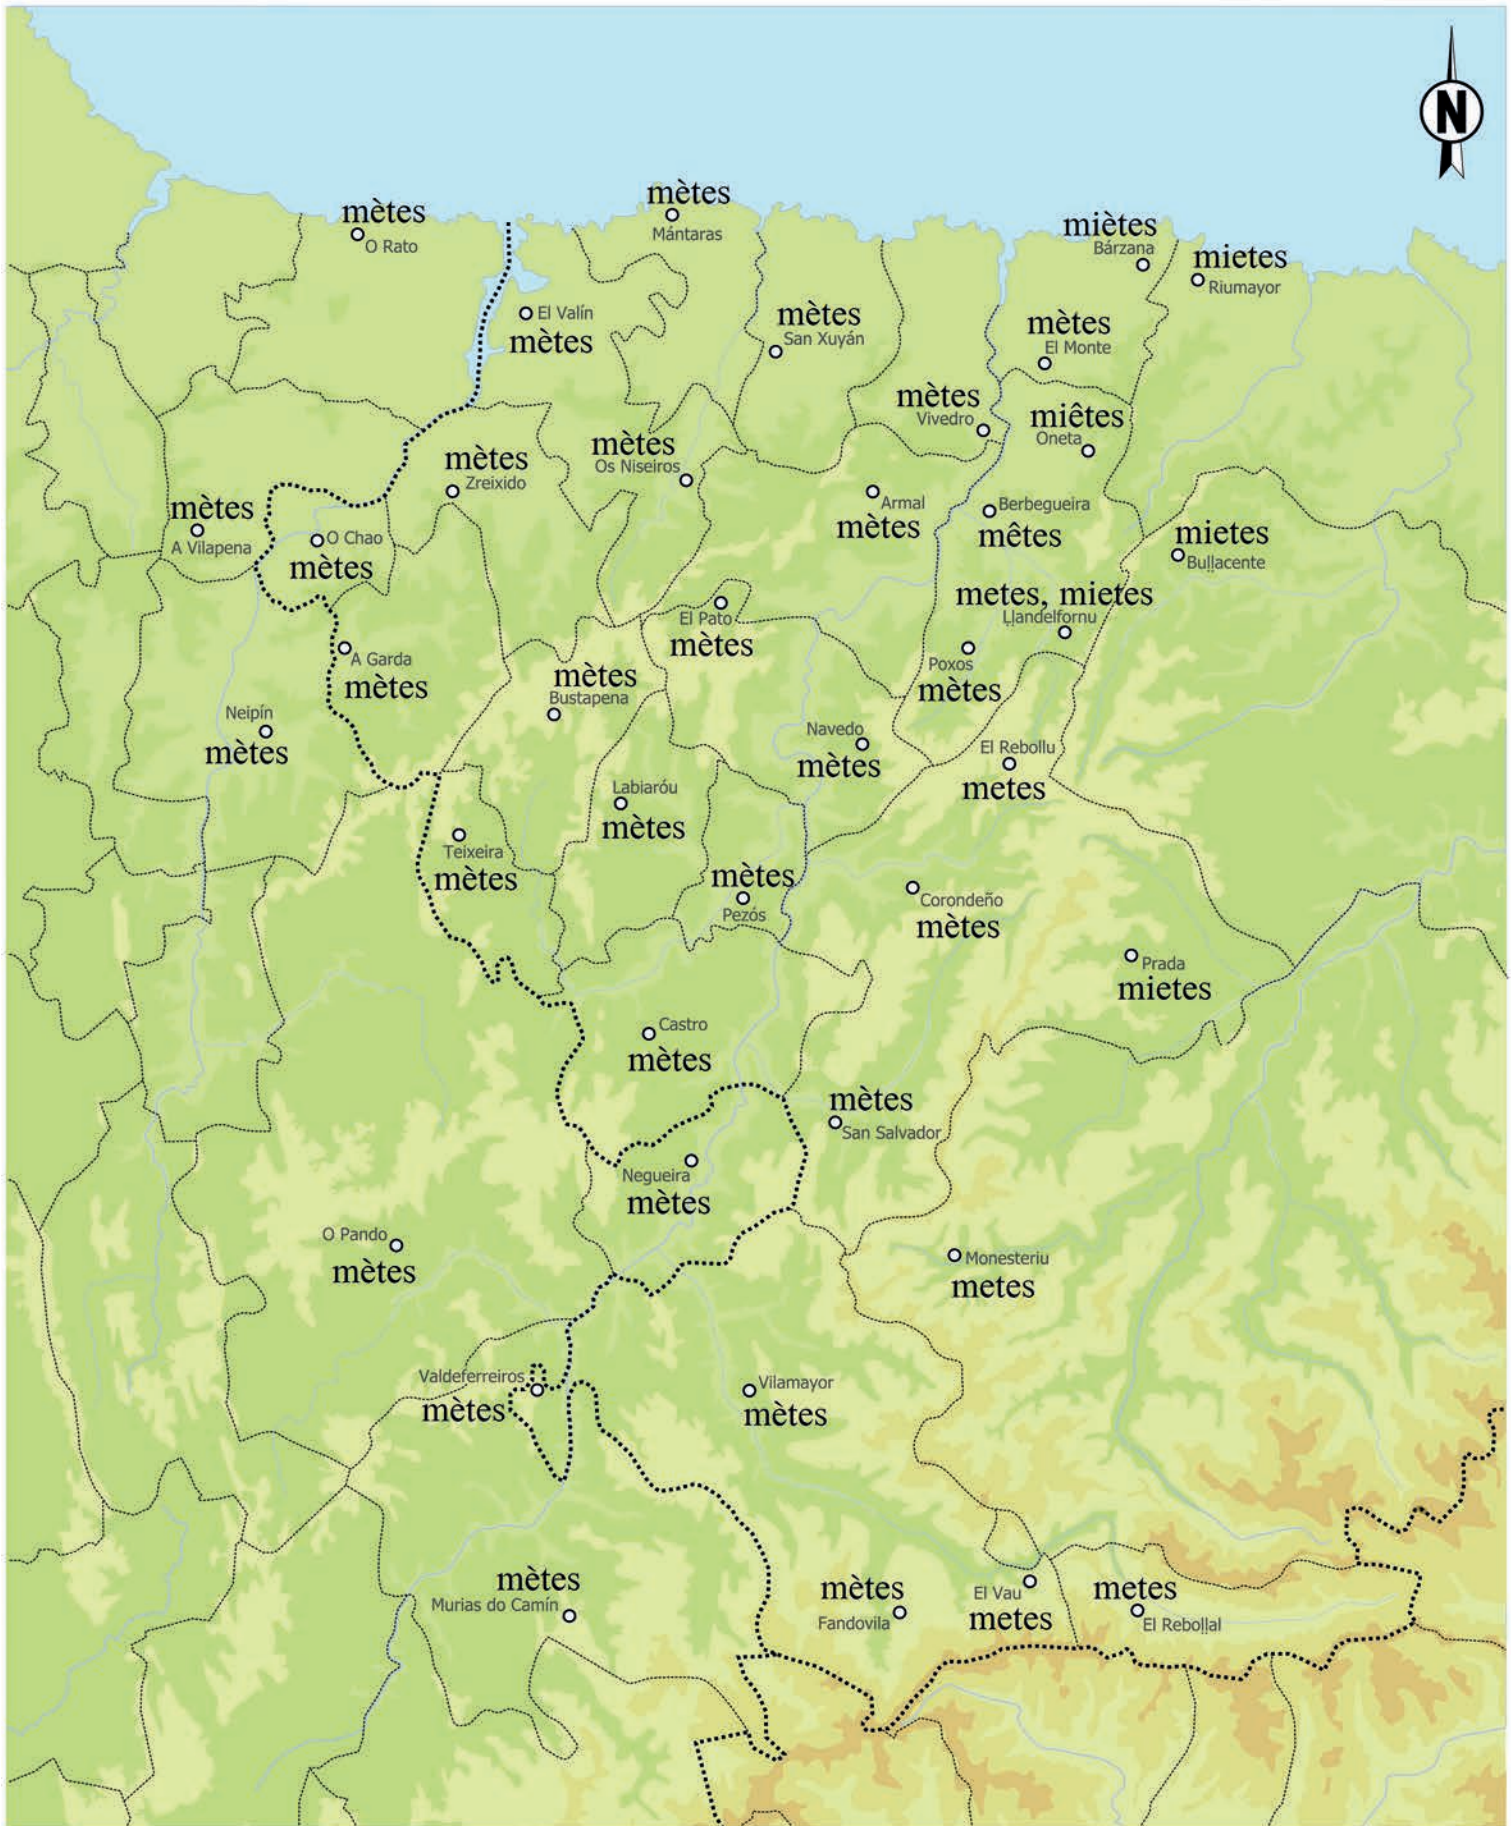 N
mètes
Mántaras
mètes
O Rato
miètes
Bárzana
mietes
Riumayor
El Valín
mètes
mètes
San Xuyán
mètes
El Monte
mètes
Vivedro
miêtes
Oneta
mètes
Os Niseiros
mètes
Zreixido
mètes
A Vilapena
O Chao
mètes
Armal
mètes
Berbegueira
mêtes
mietes
Buḷḷacente
metes, mietes
Ḷḷandelfornu
El Pato
mètes
A Garda
mètes
Poxos
mètes
mètes
Bustapena
Neipín
mètes
Navedo
mètes
El Rebollu
metes
Labiaróu
mètes
Teixeira
mètes
mètes
Pezós
Corondeño
mètes
Prada
mietes
Castro
mètes
mètes
San Salvador
Negueira
mètes
O Pando
mètes
Monesteriu
metes
Valdeferreiros
mètes
Vilamayor
mètes
mètes
Murias do Camín
mètes
Fandovila
El Vau
metes
metes
El Reboḷḷal